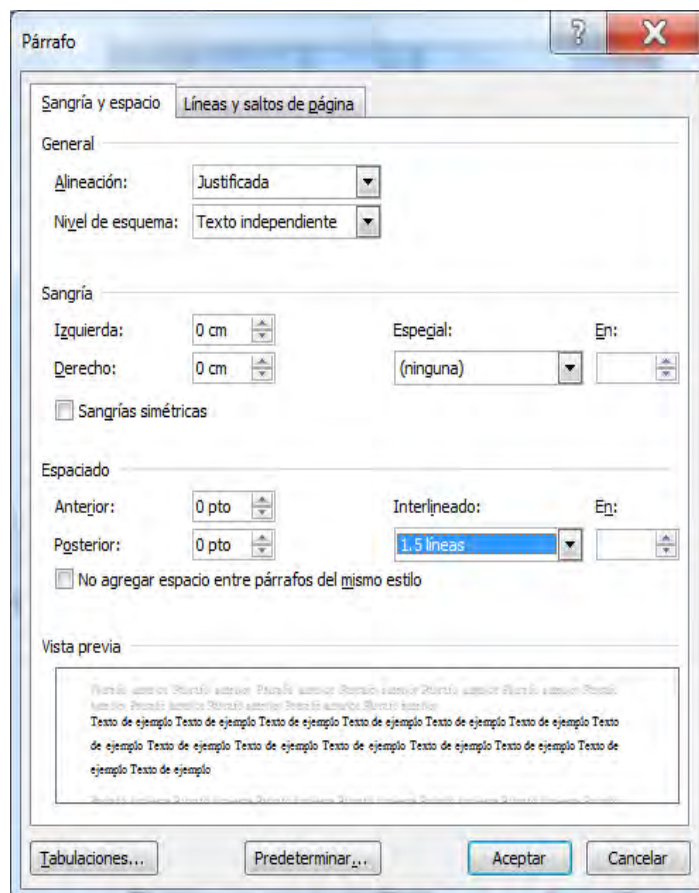 Párrafo
Sangría y espacio Líneas y saltos de página
General
Alineación: Justificada
Nivel de esquema: Texto independiente
Sangría
Izquierda: 0 cm Especial: En:
Derecho: 0 cm (ninguna)
Sangrías simétricas
Espaciado
Anterior: 0 pto Interlineado: En:
Posterior: 0 pto 1.5 líneas
No agregar espacio entre párrafos del mismo estilo
Vista previa
Texto de ejemplo Texto de ejemplo Texto de ejemplo Texto de ejemplo Texto de ejemplo Texto de ejemplo Texto
de ejemplo Texto de ejemplo Texto de ejemplo Texto de ejemplo Texto de ejemplo Texto de ejemplo Texto de
ejemplo Texto de ejemplo
Tabulaciones... Predeterminar... Aceptar Cancelar